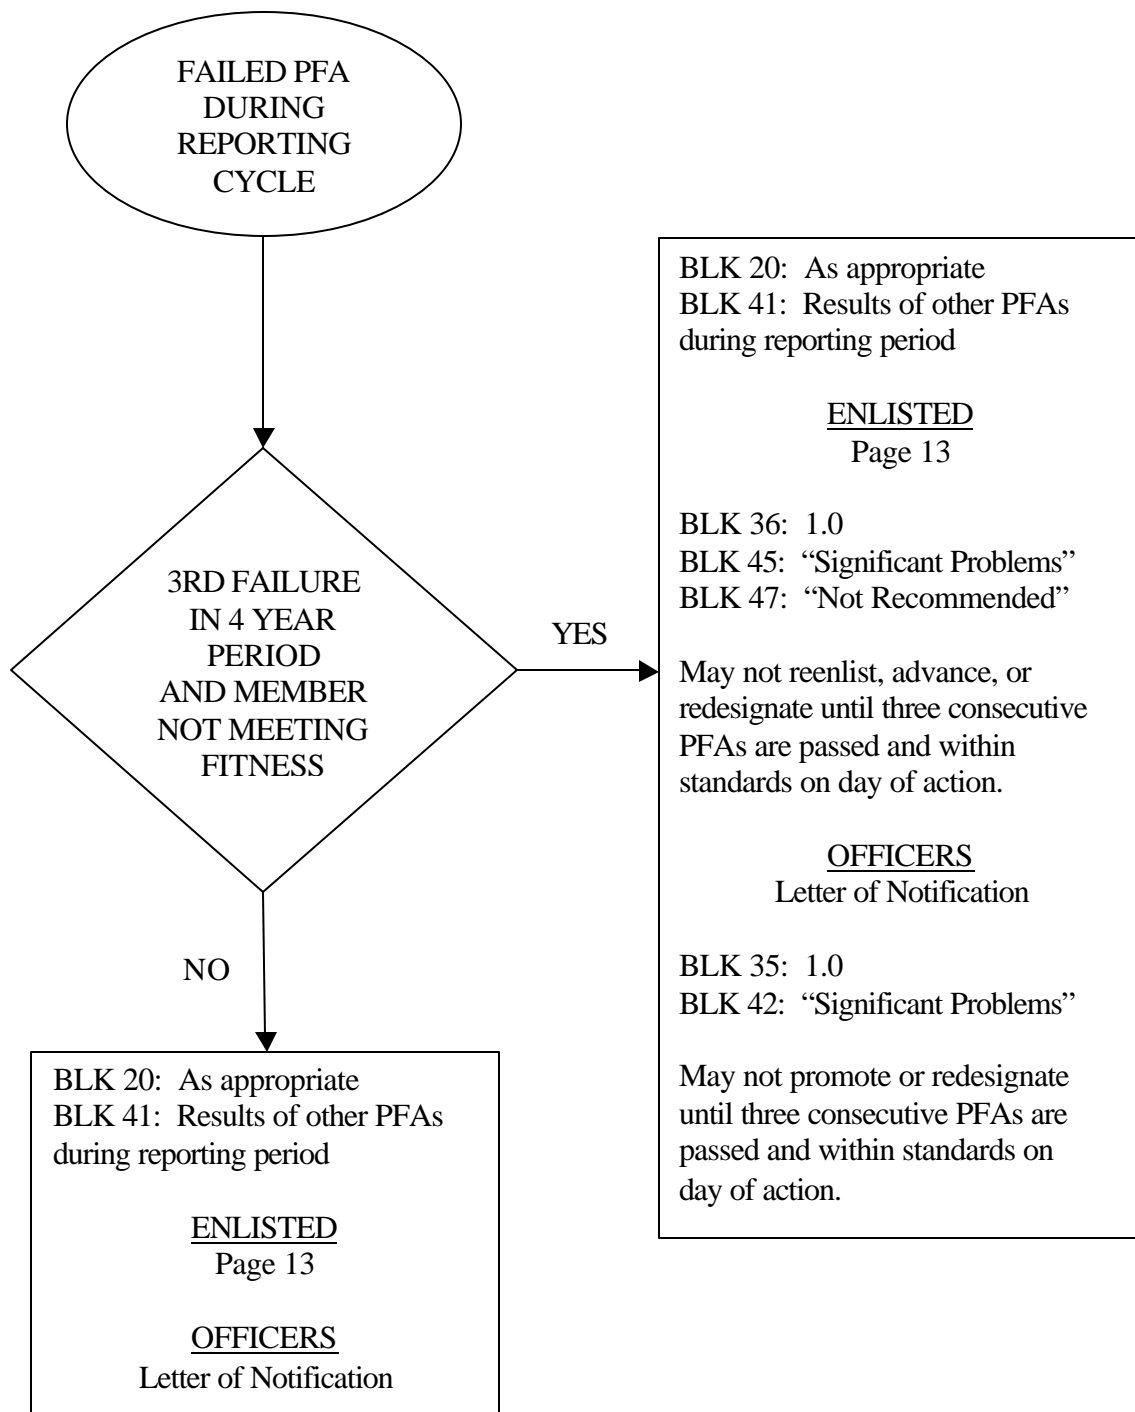 FAILED PFA
DURING
REPORTING
CYCLE
3RD FAILURE
IN 4 YEAR
PERIOD
AND MEMBER
NOT MEETING
FITNESS
YES
BLK 20:  As appropriate
BLK 41:  Results of other PFAs
during reporting period
ENLISTED
Page 13
BLK 36:  1.0
BLK 45:  “Significant Problems”
BLK 47:  “Not Recommended”
May not reenlist, advance, or
redesignate until three consecutive
PFAs are passed and within
standards on day of action.
OFFICERS
Letter of Notification
BLK 35:  1.0
BLK 42:  “Significant Problems”
May not promote or redesignate
until three consecutive PFAs are
passed and within standards on
day of action.
NO
BLK 20:  As appropriate
BLK 41:  Results of other PFAs
during reporting period
ENLISTED
Page 13
OFFICERS
Letter of Notification